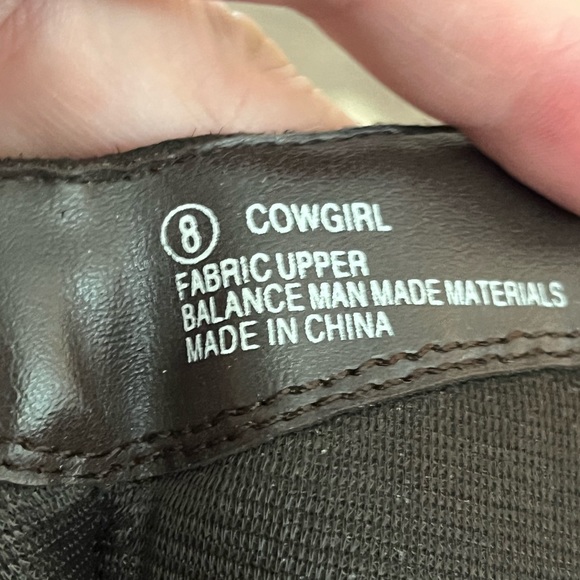 8 COWGIRL
FABRIC UPPER
BALANCE MAN MADE MATERIALS
MADE IN CHINA